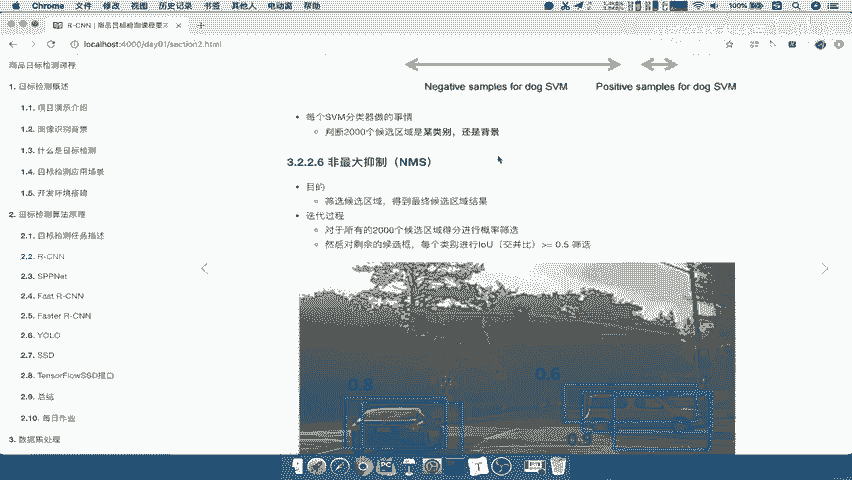 Chrome 文件 修改 视图 历史记录 书签 其他人 电动窗 帮助
100%
R-CNN | 商品目标检测课程要求
localhost:4000/day01/section2.html
商品目标检测课程
1. 目标检测概述
1.1. 项目演示介绍
1.2. 图像识别背景
1.3. 什么是目标检测
1.4. 目标检测应用场景
1.5. 开发环境搭建
2. 目标检测算法原理
2.1. 目标检测任务描述
2.2. R-CNN
2.3. SPPNet
2.4. Fast R-CNN
2.5. Faster R-CNN
2.6. YOLO
2.7. SSD
2.8. TensorFlowSSD接口
2.9. 总结
2.10. 每日作业
3. 数据集处理
Negative samples for dog SVM Positive samples for dog SVM
每个SVM分类器做的事情
判断2000个候选区域是某类别，还是背景
3.2.2.6 非最大抑制（NMS）
目的
筛选候选区域，得到最终候选区域结果
迭代过程
对于所有的2000个候选区域得分进行概率筛选
然后对剩余的候选框，每个类别进行IoU（交并比）>= 0.5 筛选
0.8
0.6
0.9